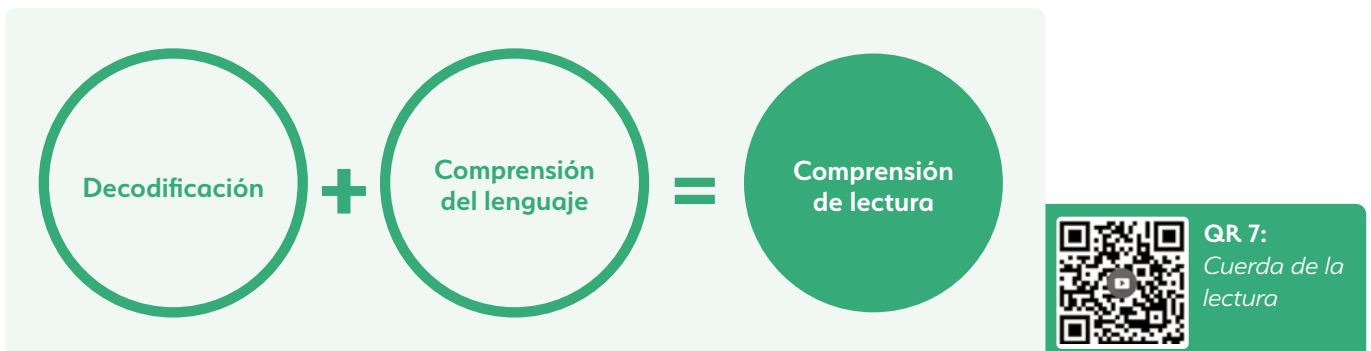 Decodificación
+
Comprensión
del lenguaje
=
Comprensión
de lectura
QR 7:
Cuerda de la
lectura